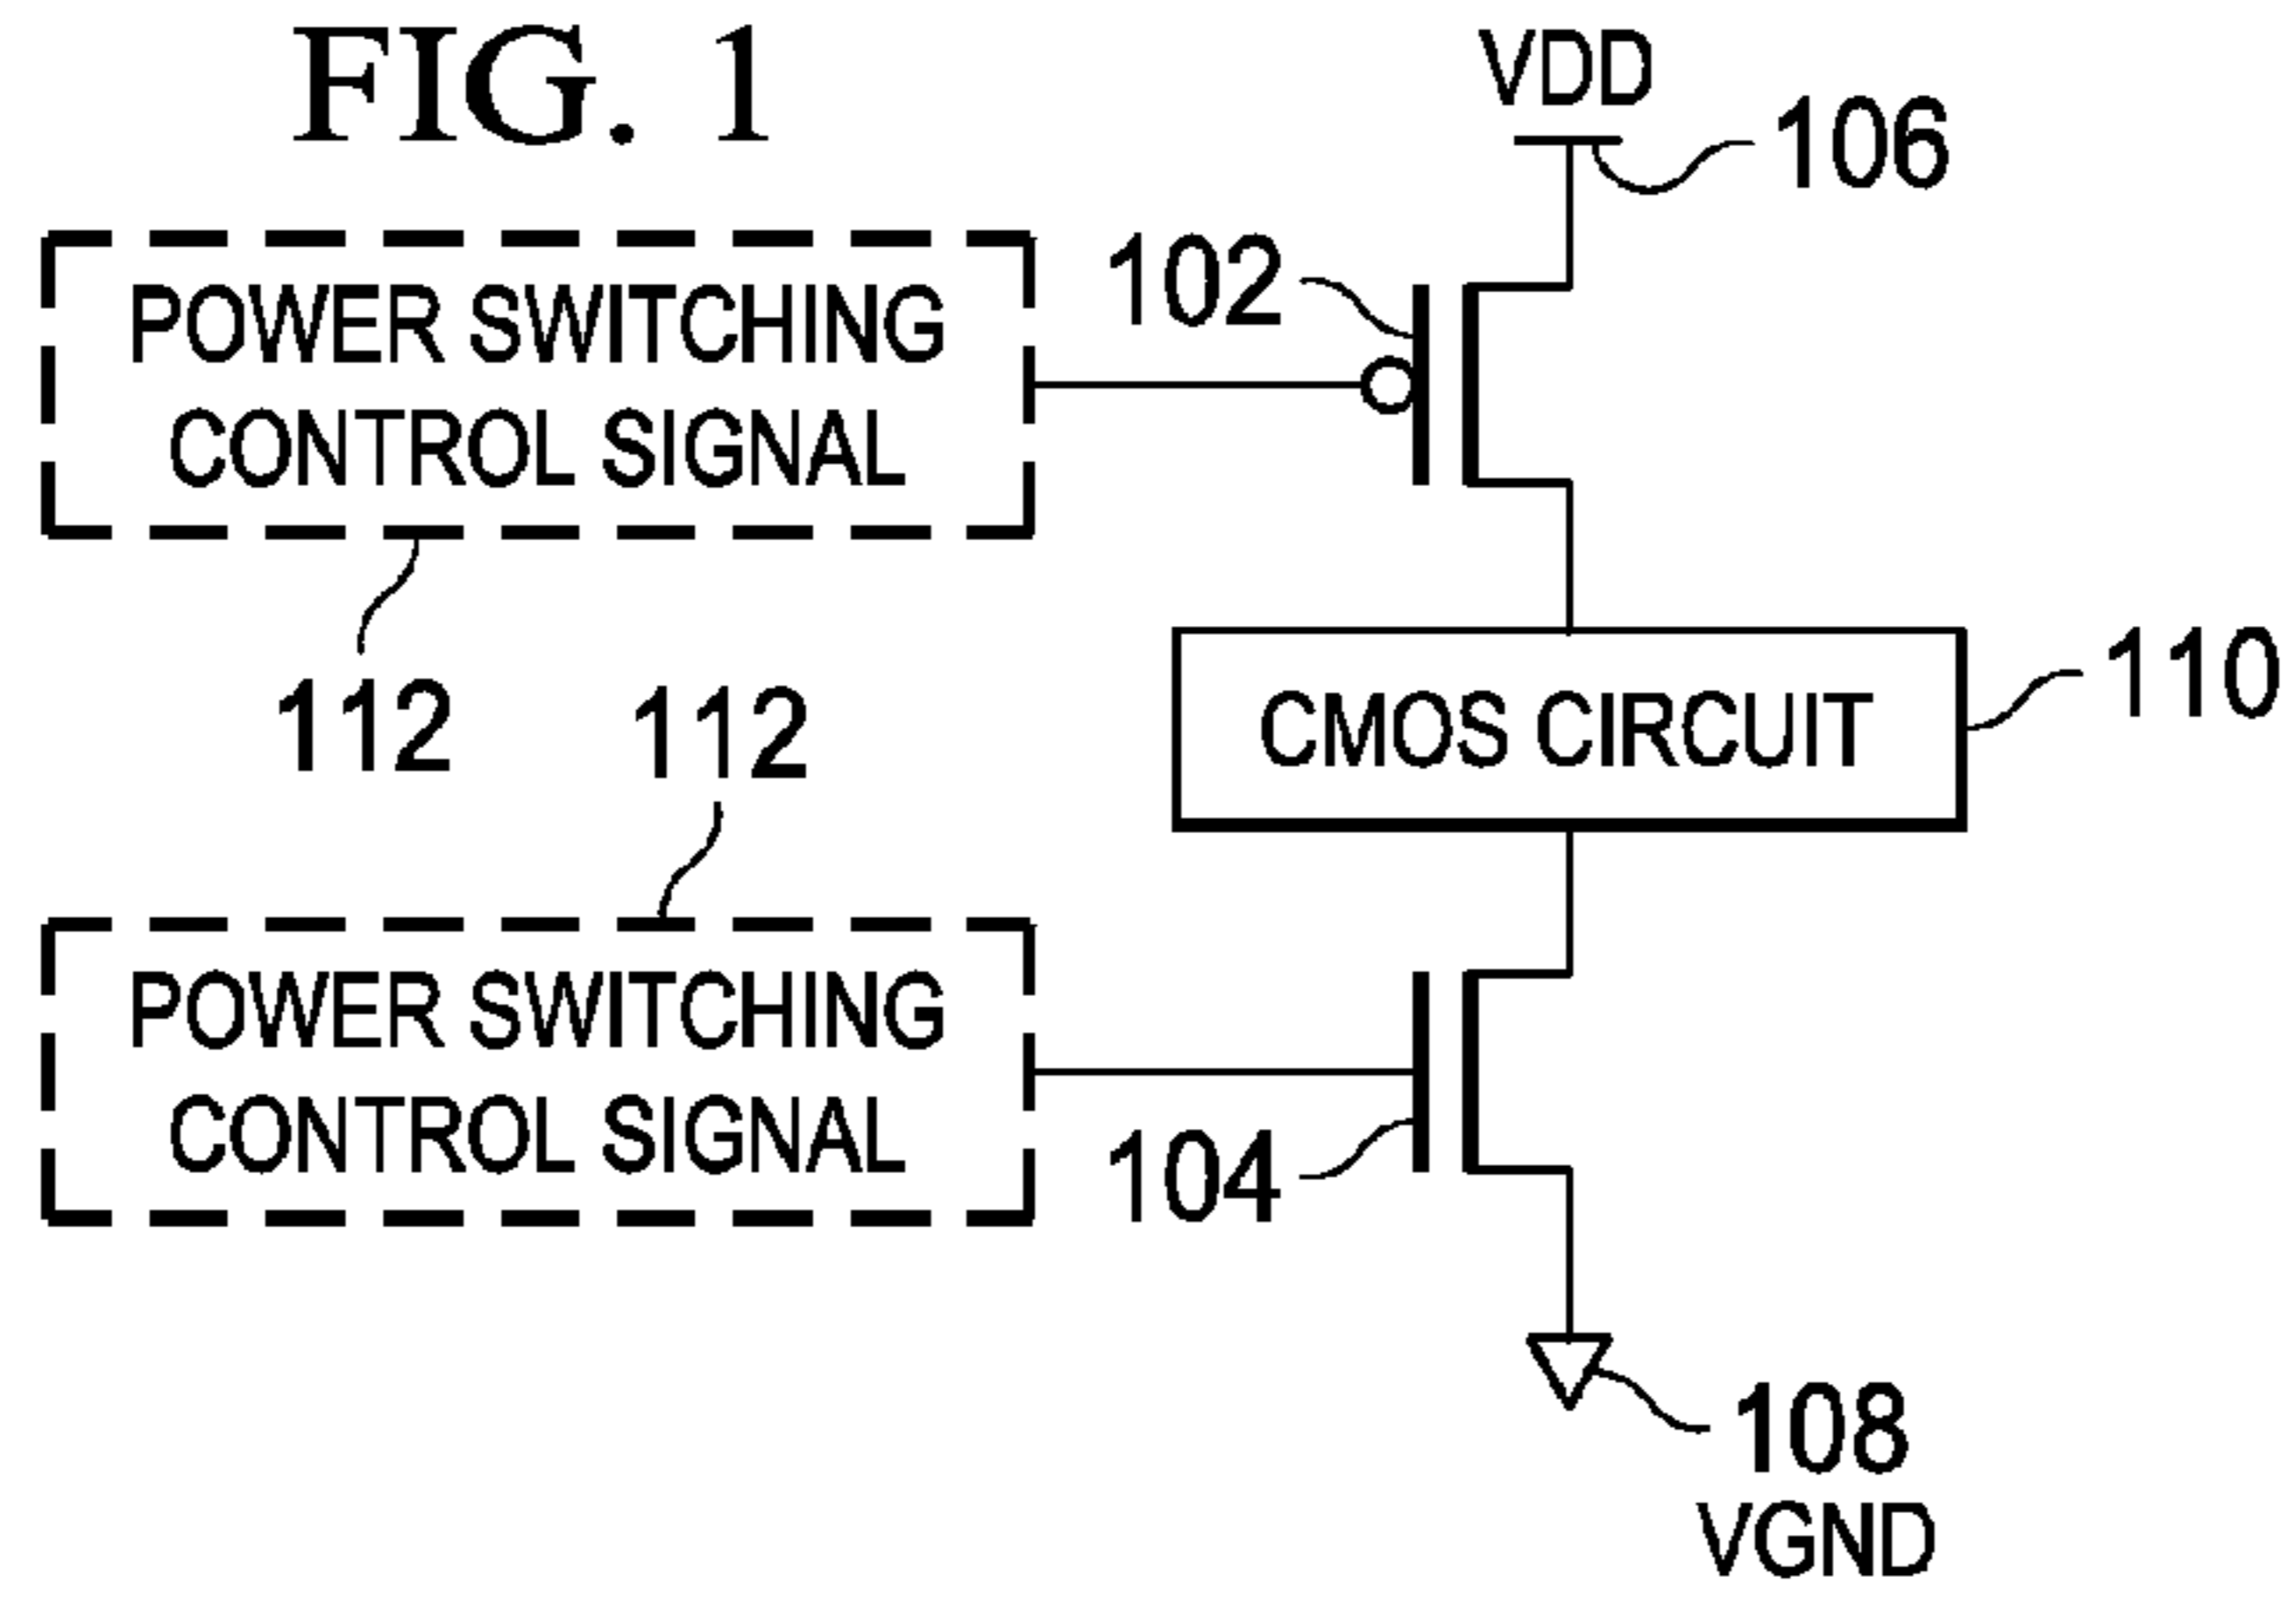 FIG. 1
VDD
106
102
POWER SWITCHING
CONTROL SIGNAL
112
112
110
CMOS CIRCUIT
POWER SWITCHING
CONTROL SIGNAL
104
108
VGND